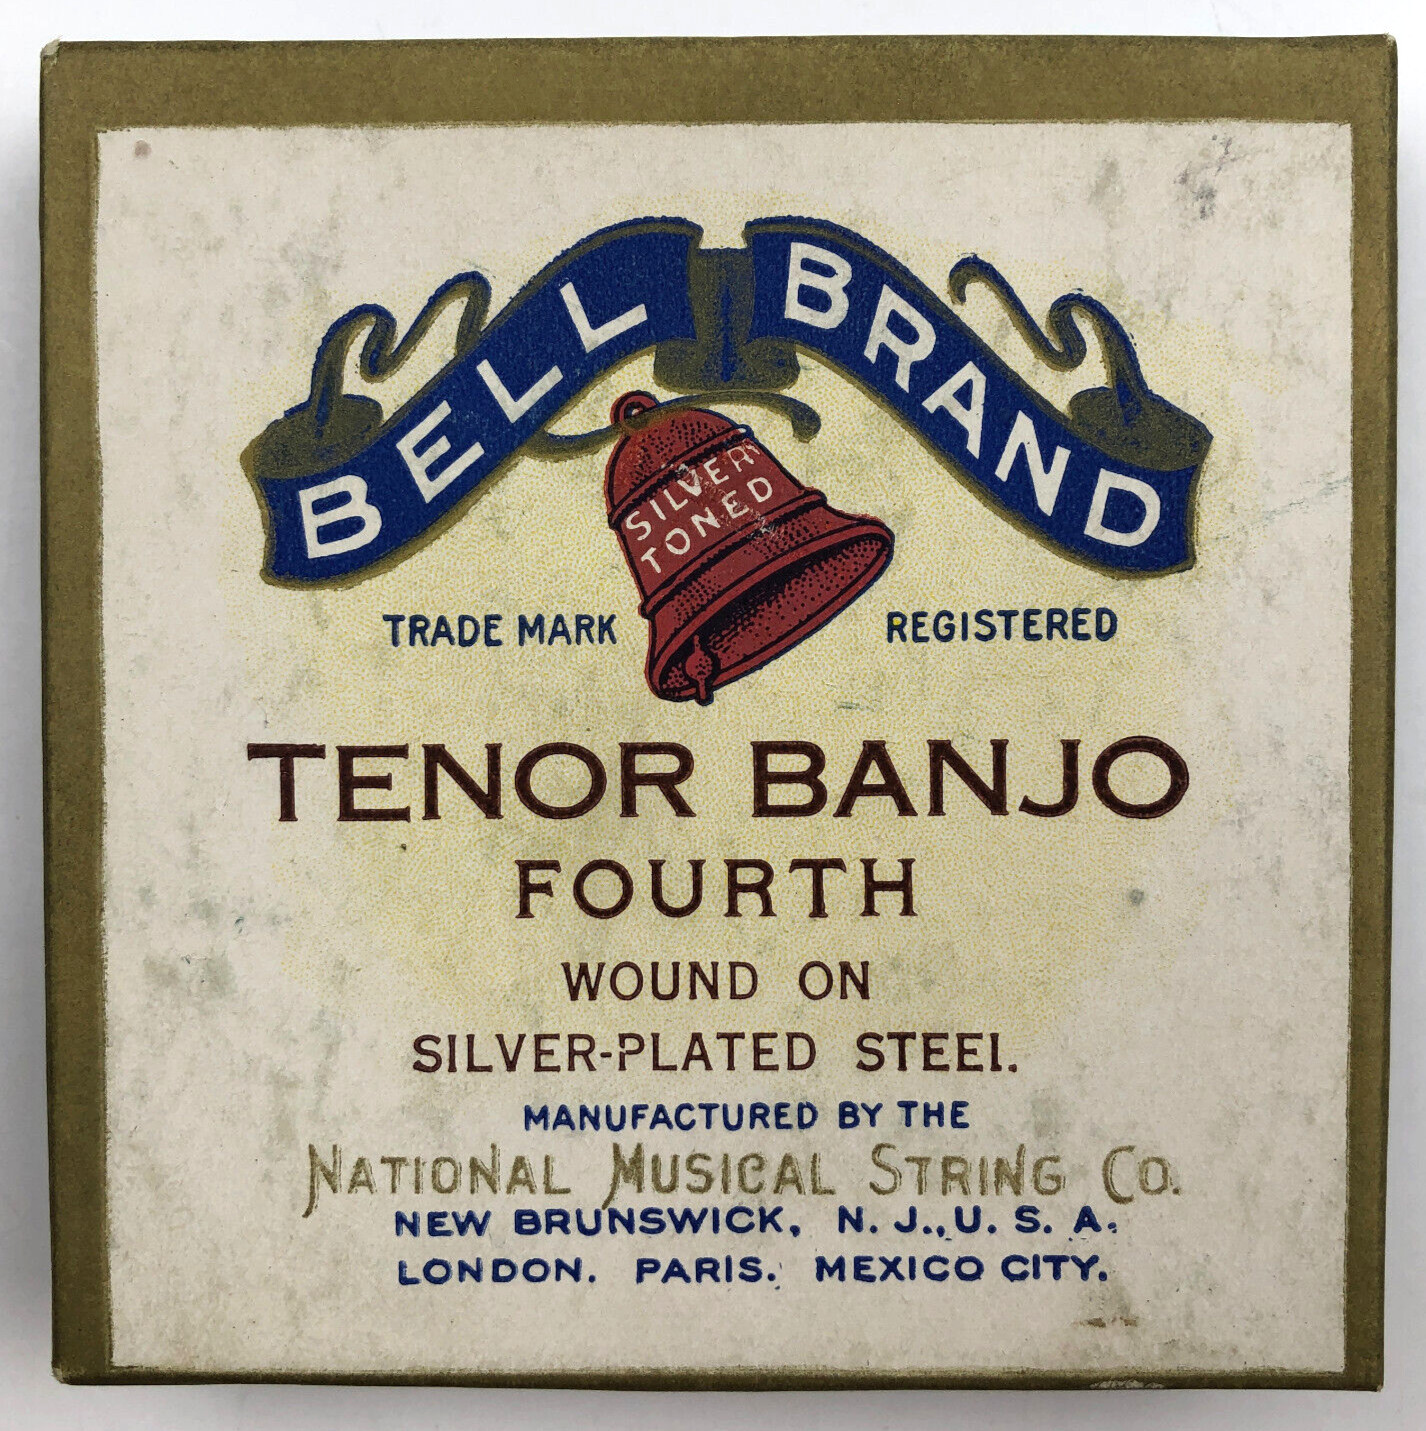 BELL BRAND
SILVER
TONED
TRADE MARK REGISTERED
TENOR BANJO
FOURTH
WOUND ON
SILVER-PLATED STEEL.
MANUFACTURED BY THE
NATIONAL MUSICAL STRING CO.
NEW BRUNSWICK, N. J., U. S. A.
LONDON. PARIS. MEXICO CITY.